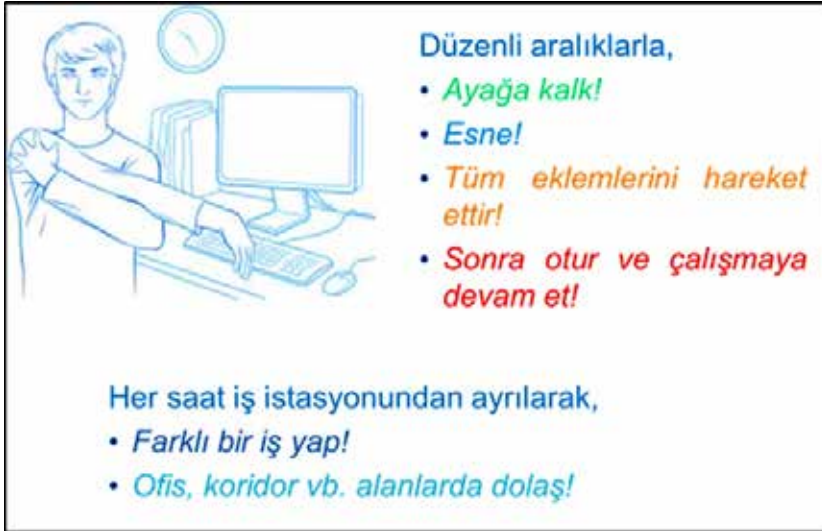 Düzenli aralıklarla,
• Ayağa kalk!
• Esne!
• Tüm eklemlerini hareket
ettir!
• Sonra otur ve çalışmaya
devam et!
Her saat iş istasyonundan ayrılarak,
• Farklı bir iş yap!
• Ofis, koridor vb. alanlarda dolaş!